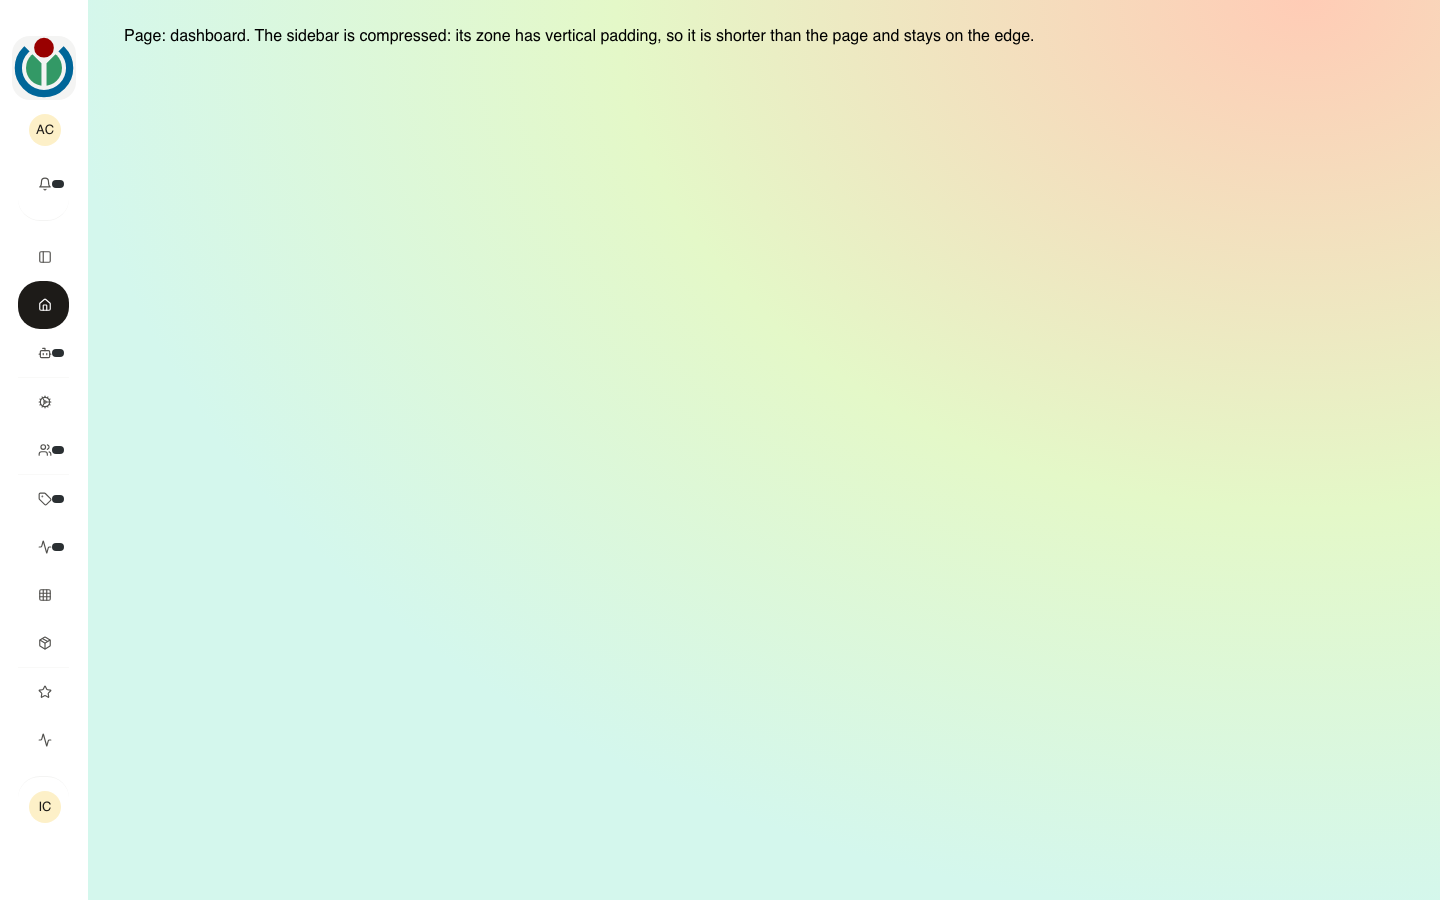 Page: dashboard. The sidebar is compressed: its zone has vertical padding, so it is shorter than the page and stays on the edge.
AC
IC